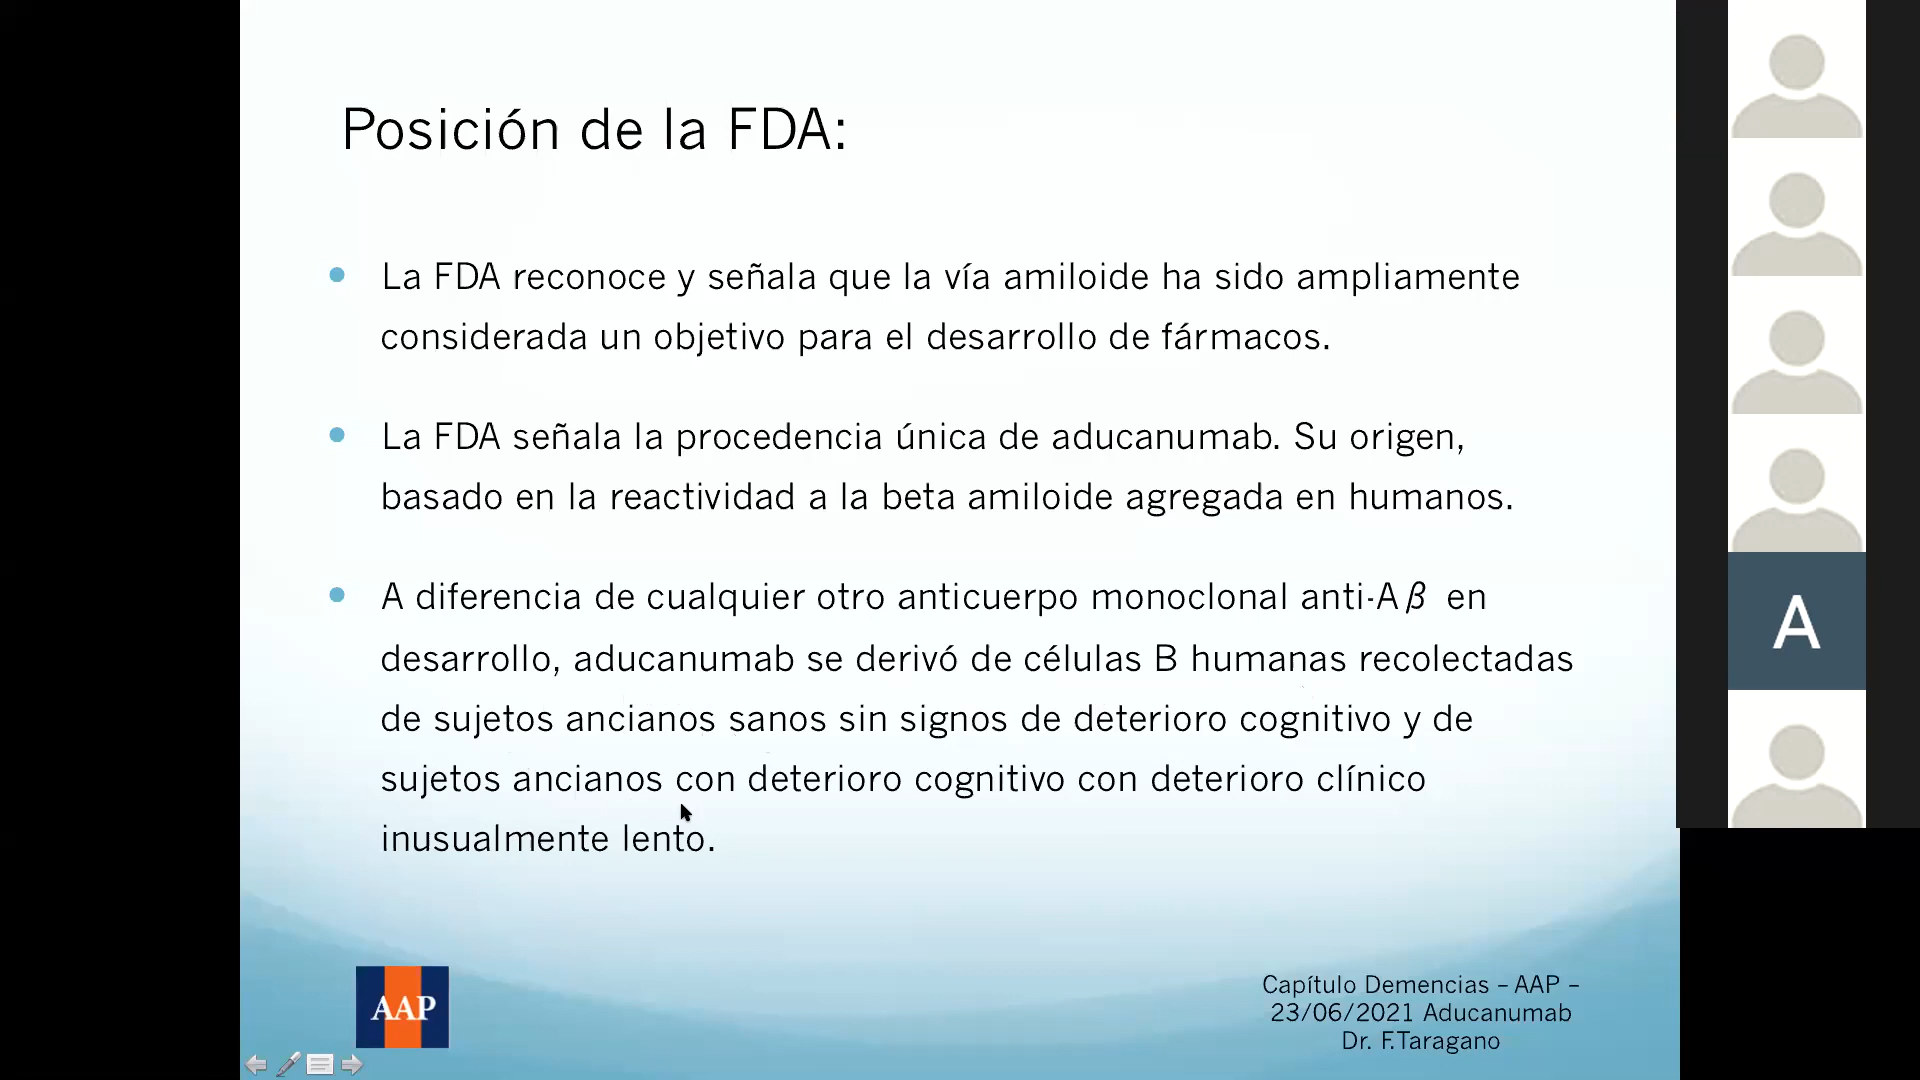 Posición de la FDA:
La FDA reconoce y señala que la vía amiloide ha sido ampliamente
considerada un objetivo para el desarrollo de fármacos.
La FDA señala la procedencia única de aducanumab. Su origen,
basado en la reactividad a la beta amiloide agregada en humanos.
A diferencia de cualquier otro anticuerpo monoclonal anti-Aβ en
desarrollo, aducanumab se derivó de células B humanas recolectadas
de sujetos ancianos sanos sin signos de deterioro cognitivo y de
sujetos ancianos con deterioro cognitivo con deterioro clínico
inusualmente lento.
A
AAP
Capítulo Demencias – AAP –
23/06/2021 Aducanumab
Dr. F.Taragano